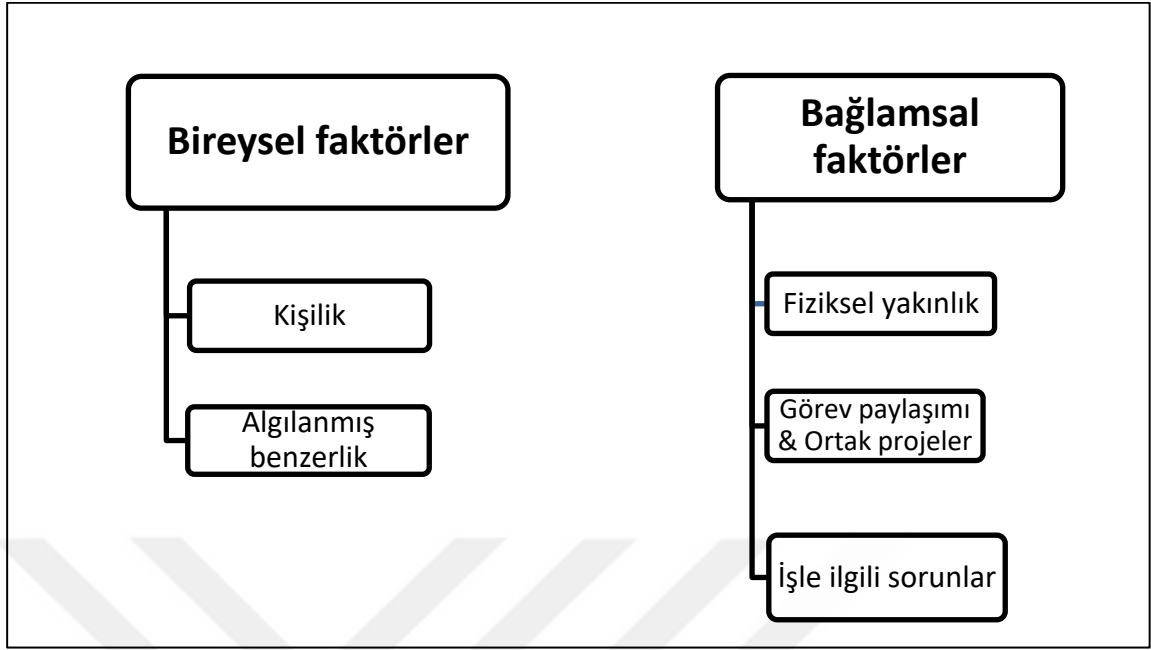 Bireysel faktörler
Kişilik
Algılanmış
benzerlik
Bağlamsal
faktörler
Fiziksel yakınlık
Görev paylaşımı
& Ortak projeler
İşle ilgili sorunlar